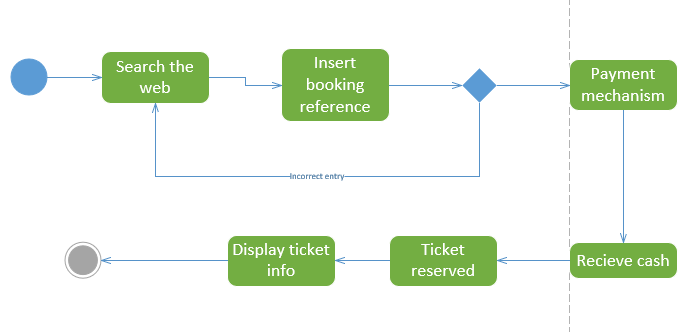 Search the
web
Insert
booking
reference
Payment
mechanism
Incorrect entry
Display ticket
info
Ticket
reserved
Recieve cash